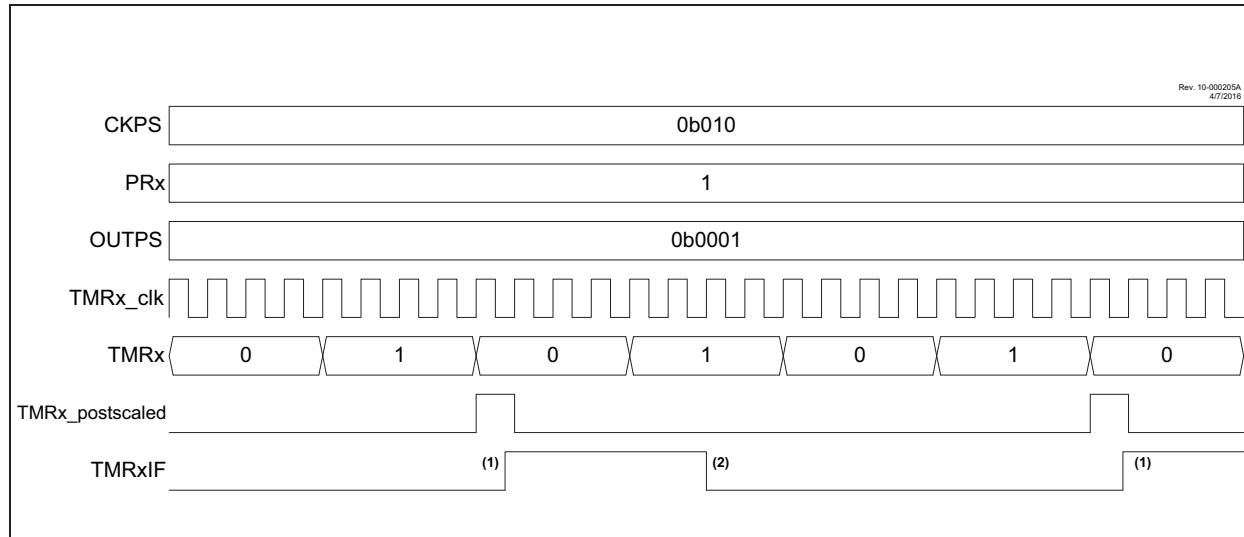 Rev. 10-000205A
4/7/2016
CKPS 0b010
PRx 1
OUTPS 0b0001
TMRx_clk
TMRx 0 1 0 1 0 1 0
TMRx_postscaled
TMRxIF (1) (2) (1)